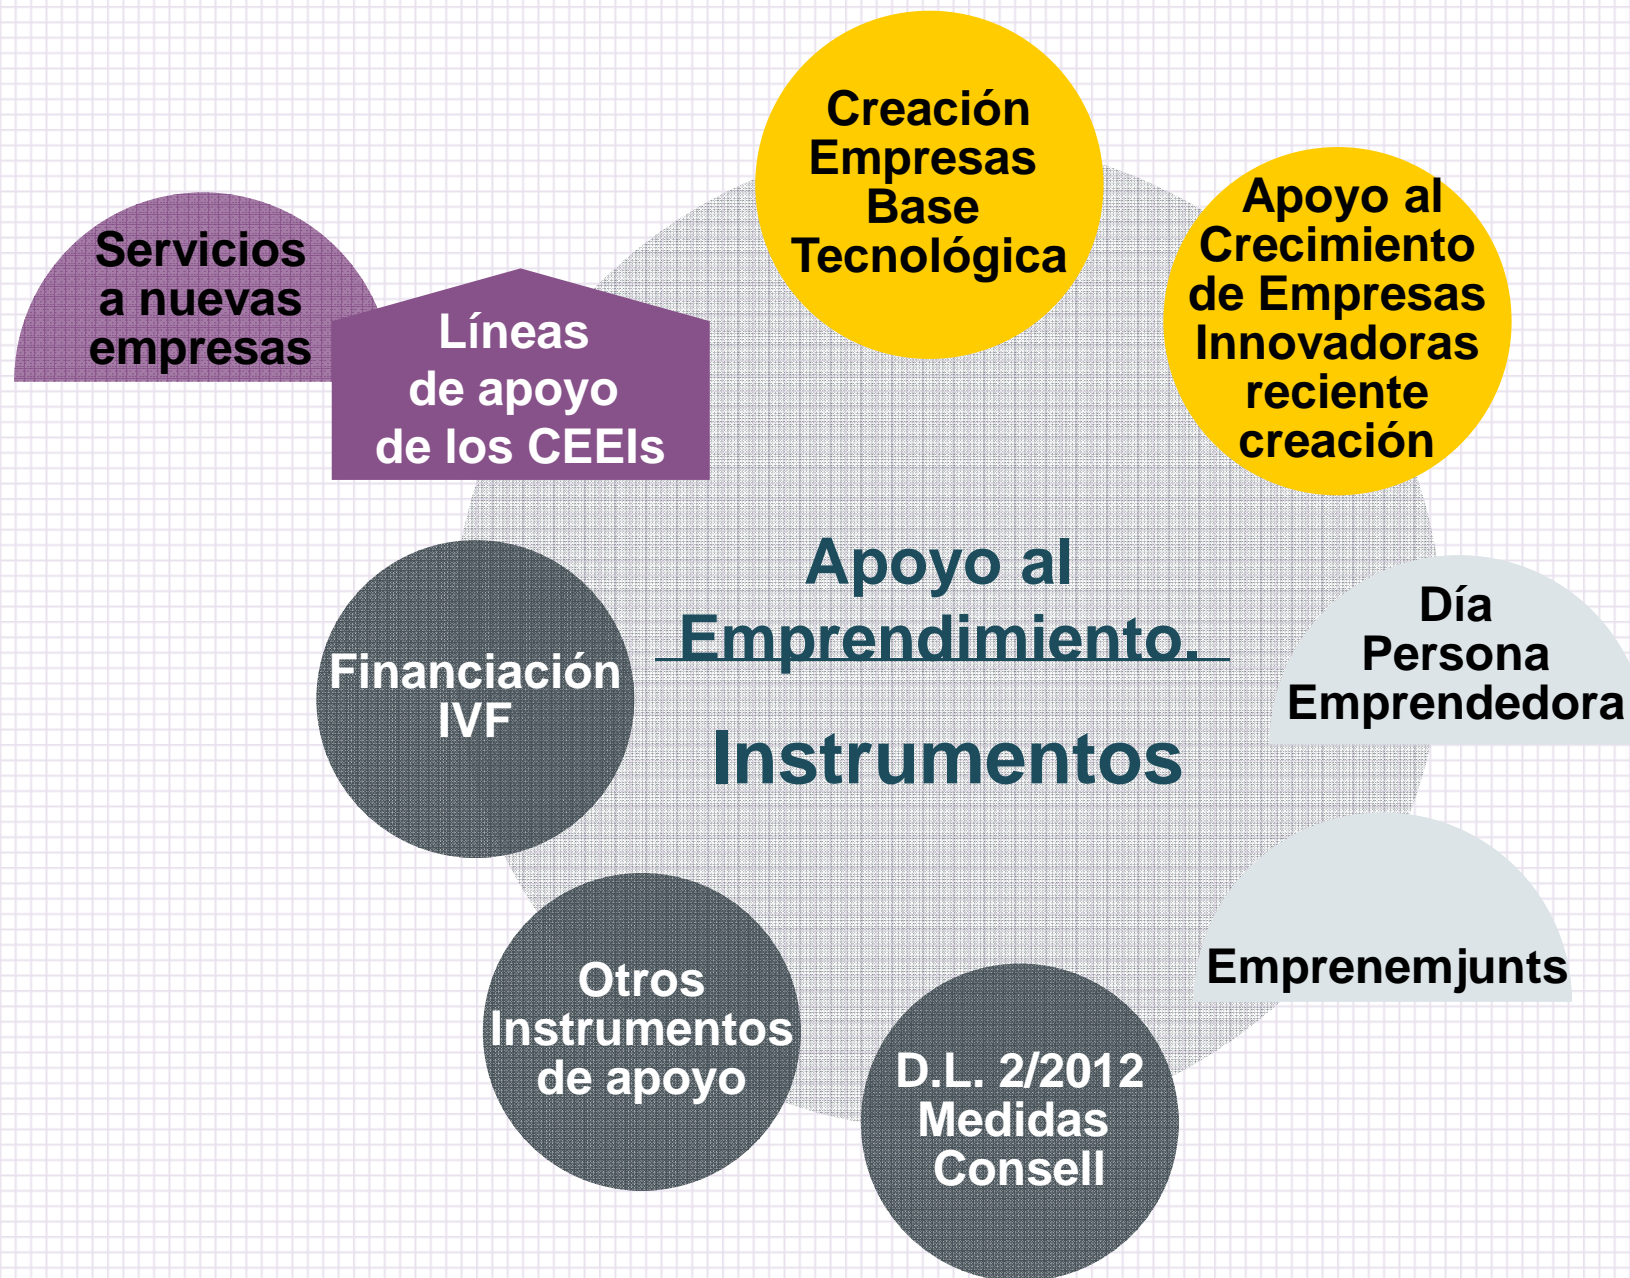 Creación
Empresas
Base
Tecnológica
Apoyo al
Crecimiento
de Empresas
Innovadoras
reciente
creación
Servicios
a nuevas
empresas
Líneas
de apoyo
de los CEEIs
Apoyo al
Emprendimiento.
Instrumentos
Día
Persona
Emprendedora
Financiación
IVF
Emprenemjunts
Otros
Instrumentos
de apoyo
D.L. 2/2012
Medidas
Consell